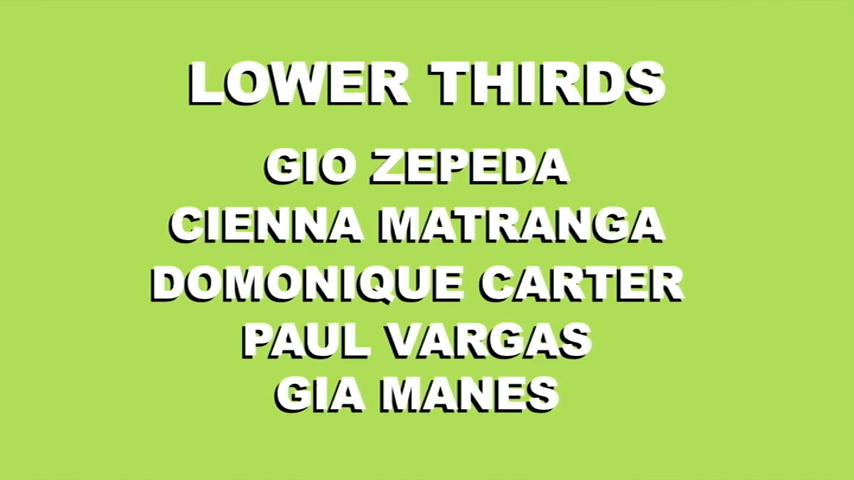 LOWER THIRDS
GIO ZEPEDA
CIENNA MATRANGA
DOMONIQUE CARTER
PAUL VARGAS
GIA MANES